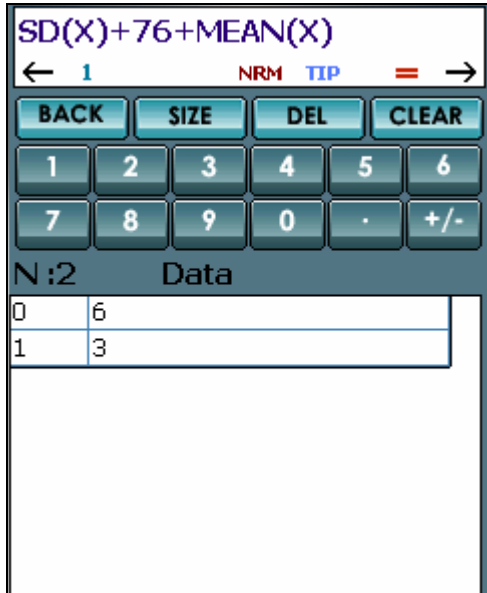 SD(X)+76+MEAN(X)
← 1 NRM TIP = →
BACK SIZE DEL CLEAR
1 2 3 4 5 6
7 8 9 0 · +/-
N :2 Data
0 6
1 3